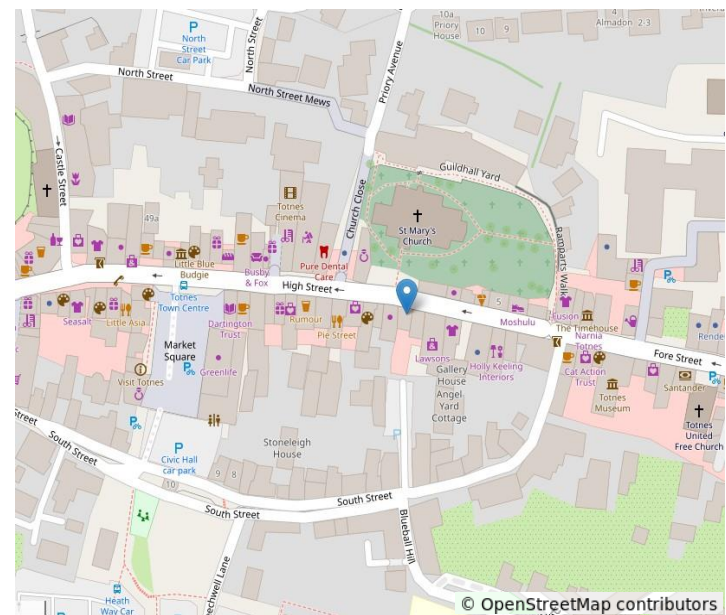 10a
Priory
House
10
9
Almadon 2-3
P
North
Street
Car Park
North Street
North Street
North Street Mews
Priory Avenue
Castle Street
Guildhall Yard
Totnes
Cinema
49a
Church Close
St Mary's
Church
Ramparts Walk
Little Blue
Budgie
Busby
& Fox
Pure Dental
Care
High Street
5
Totnes
Town Centre
Seasalt
Little Asia
Dartington
Trust
Rumour
Pie Street
Moshulu
Fusion
The Timehouse
Narnia
Totnes
Rende
Fore Street
Market
Square
Visit Totnes
Greenlife
Lawsons
Gallery
House
Angel
Yard
Cottage
Holly Keeling
Interiors
Cat Action
Trust
Totnes
Museum
Santander
Totnes
United
Free Church
P
Stoneleigh
House
P
Civic Hall
car park
9
8
10
South Street
South Street
South Street
Blueball Hill
eechwell Lane
Heath
Way Car
© OpenStreetMap contributors